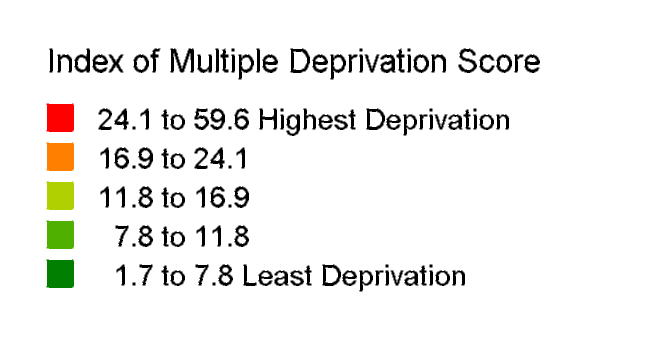 Index of Multiple Deprivation Score
24.1 to 59.6 Highest Deprivation
16.9 to 24.1
11.8 to 16.9
7.8 to 11.8
1.7 to 7.8 Least Deprivation